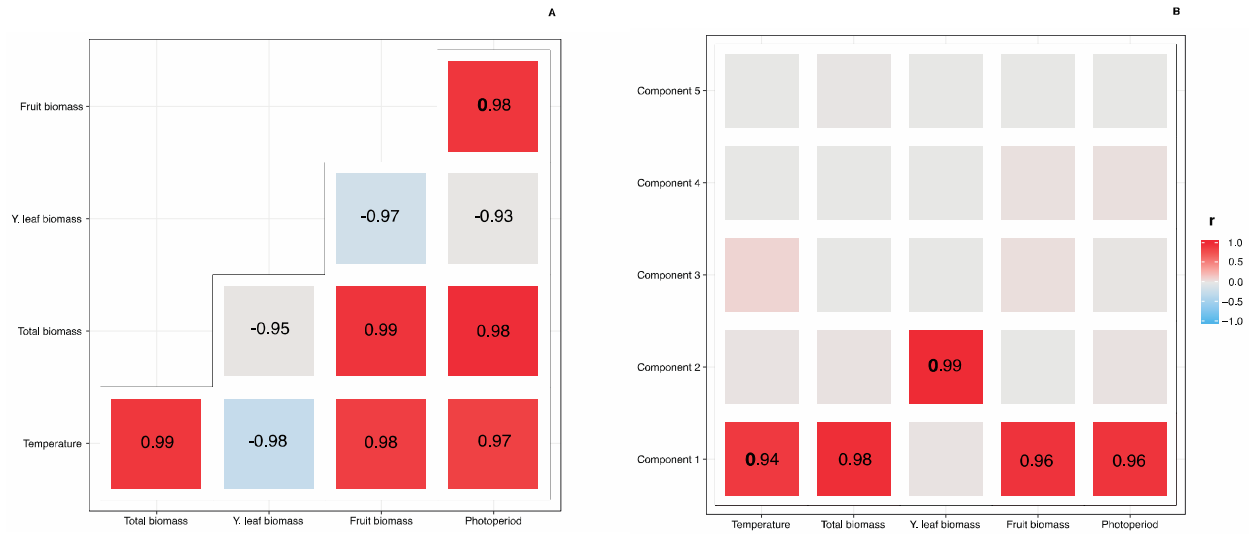 A
Fruit biomass
0.98
Y. leaf biomass
-0.97
-0.93
Total biomass
-0.95
0.99
0.98
Temperature
0.99
-0.98
0.98
0.97
Total biomass
Y. leaf biomass
Fruit biomass
Photoperiod
B
Component 5
Component 4
Component 3
Component 2
0.99
Component 1
0.94
0.98
0.96
0.96
Temperature
Total biomass
Y. leaf biomass
Fruit biomass
Photoperiod
r
1.0
0.5
0.0
−0.5
−1.0